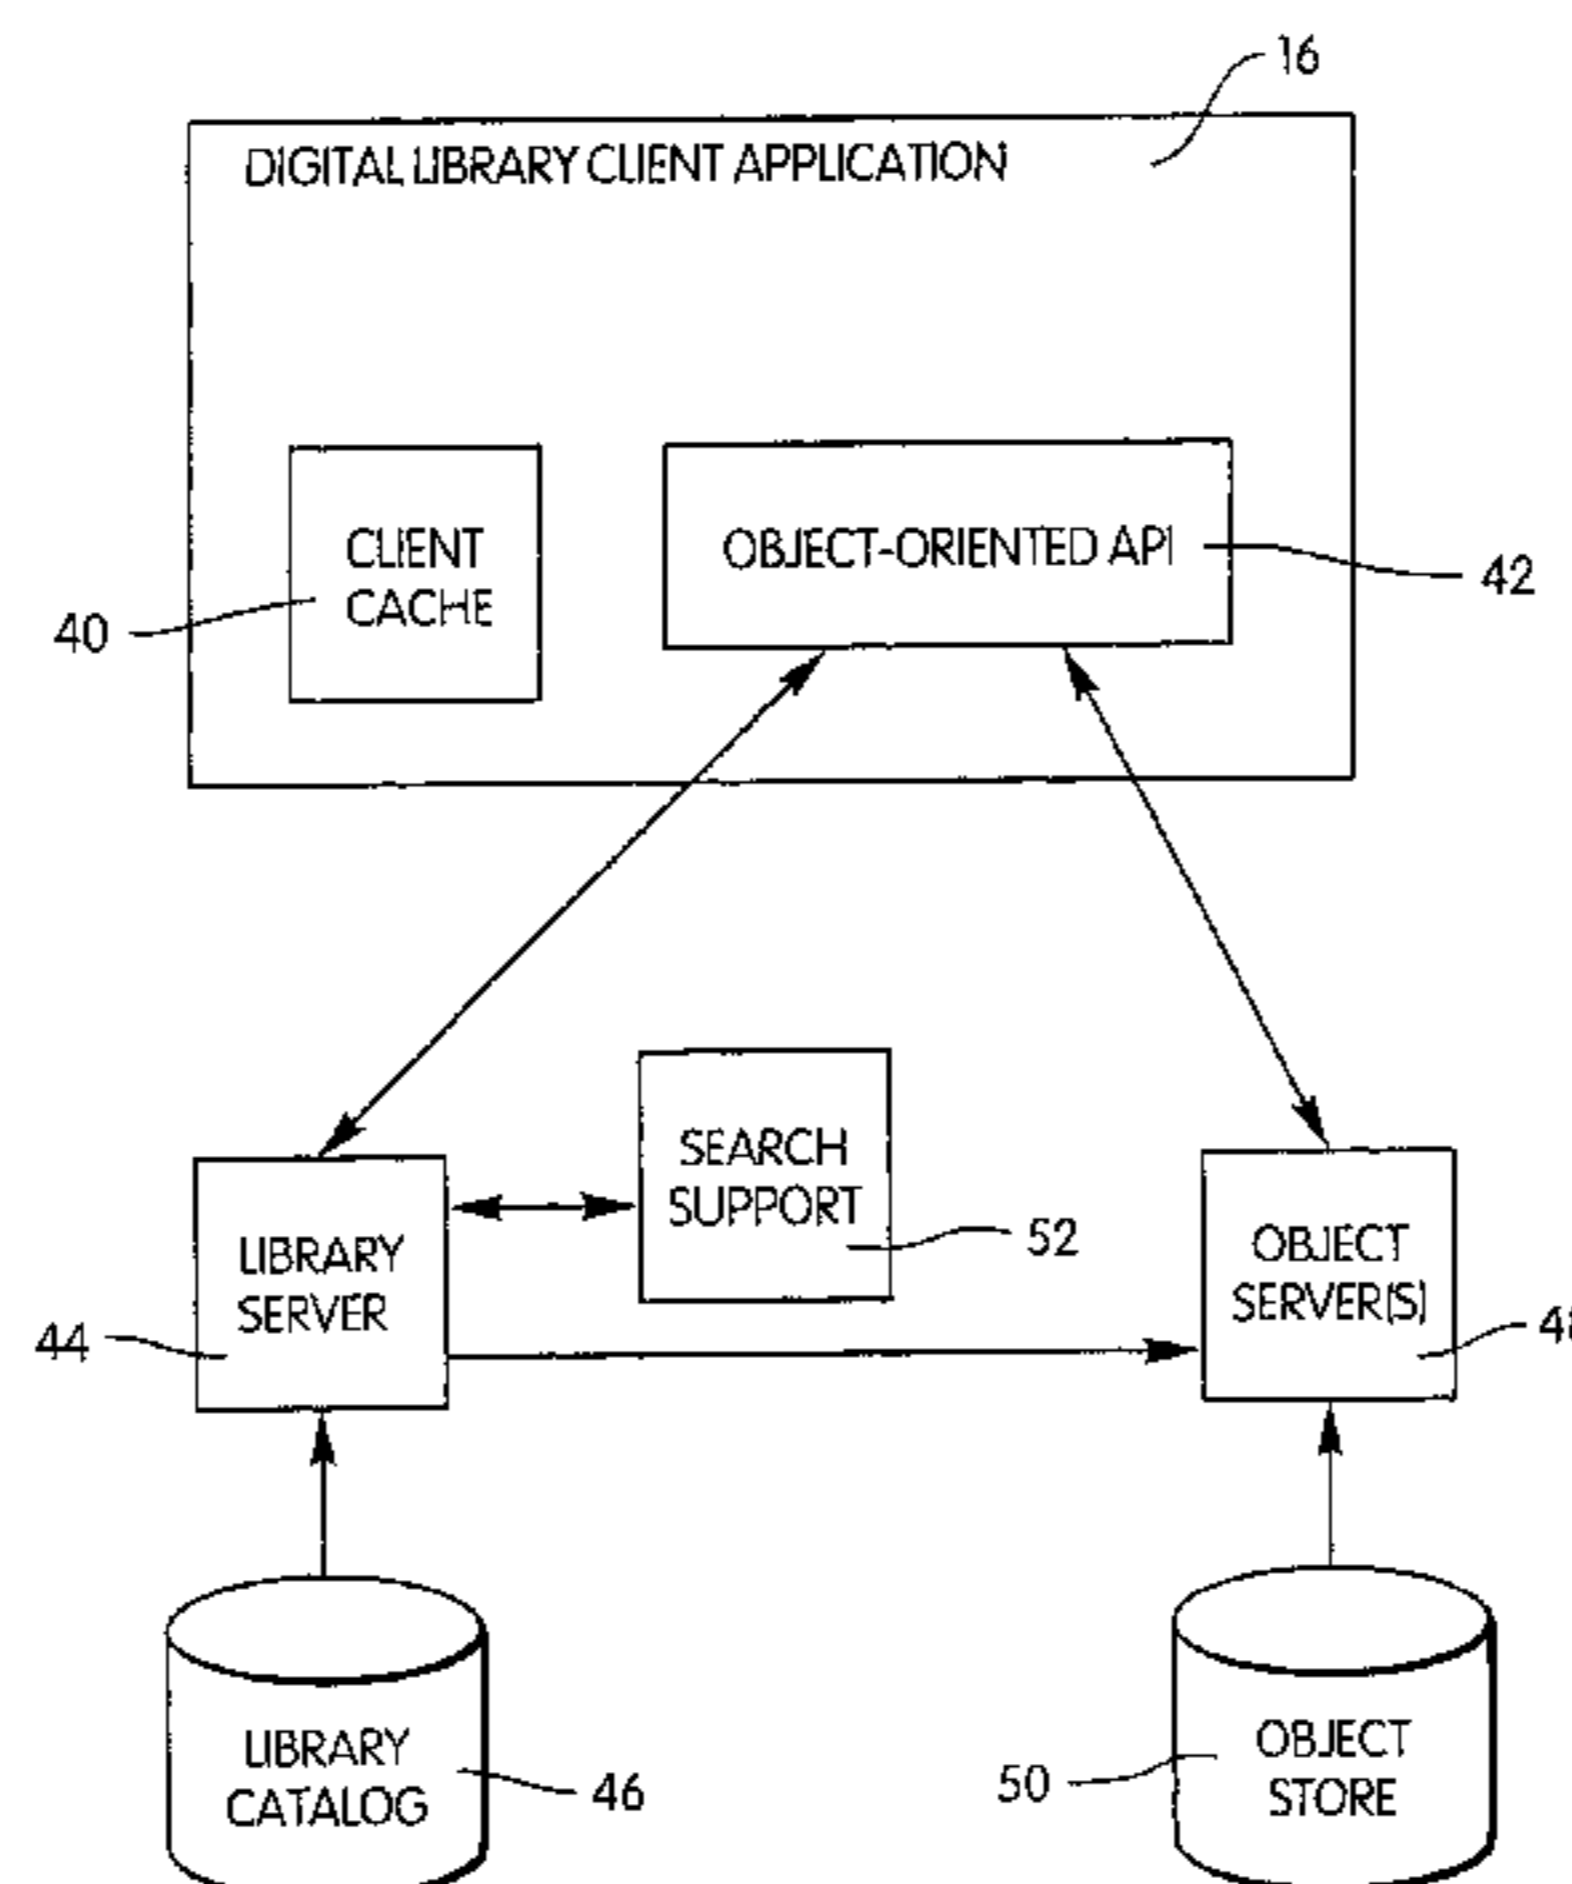 16
DIGITAL LIBRARY CLIENT APPLICATION
CLIENT
CACHE
OBJECT-ORIENTED API
42
40
SEARCH
SUPPORT
52
LIBRARY
SERVER
44
OBJECT
SERVER(S)
LIBRARY
CATALOG
46
OBJECT
STORE
50